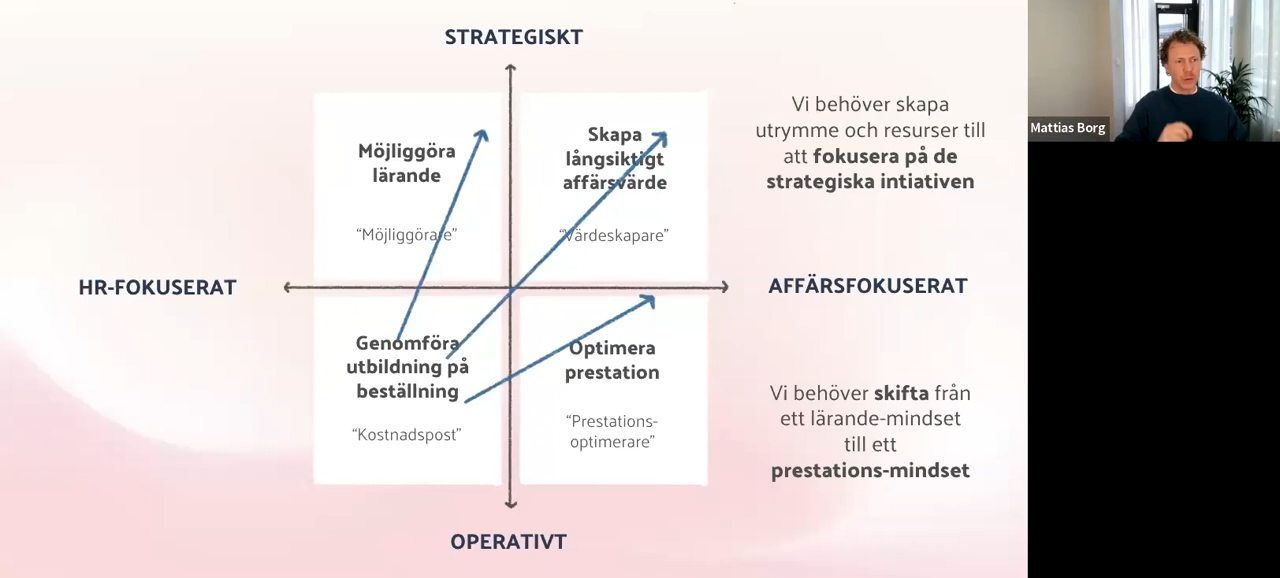 STRATEGISKT
Möjliggöra
lärande
“Möjliggörare”
Skapa
långsiktigt
affärsvärde
“Värdeskapare”
Vi behöver skapa
utrymme och resurser till
att fokusera på de
strategiska intiativen
Mattias Borg
HR-FOKUSERAT
AFFÄRSFOKUSERAT
Genomföra
utbildning på
beställning
“Kostnadspost”
Optimera
prestation
“Prestations-
optimerare”
Vi behöver skifta från
ett lärande-mindset
till ett
prestations-mindset
OPERATIVT